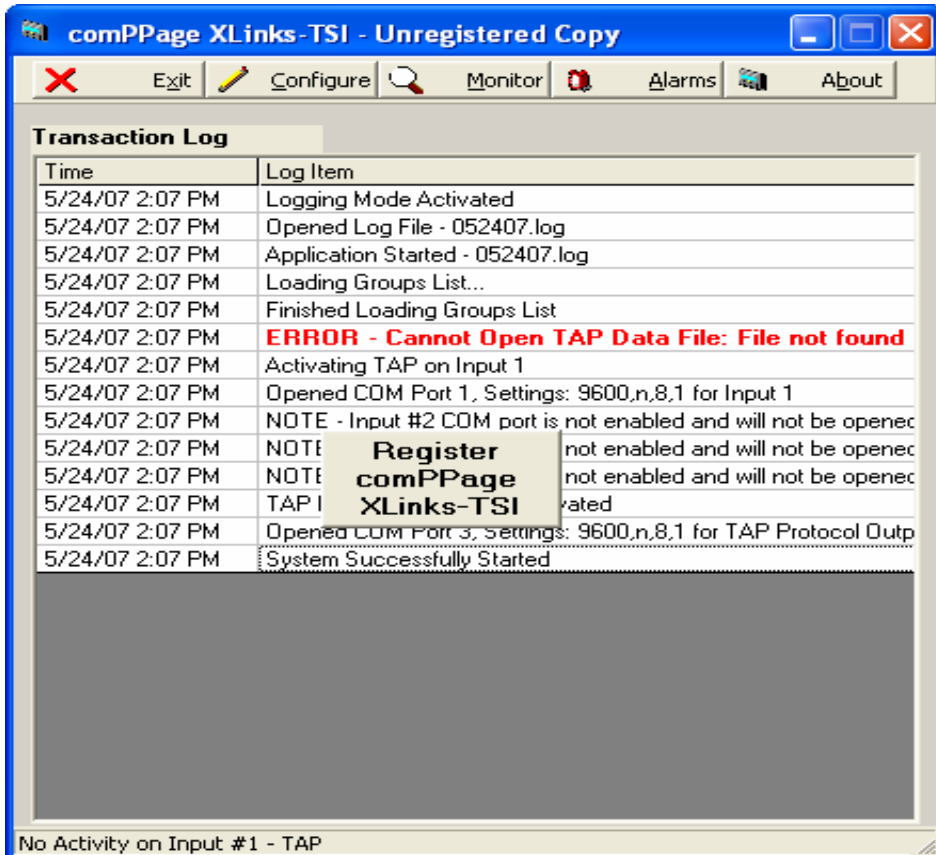 comPPage XLinks-TSI - Unregistered Copy
Exit Configure Monitor Alarms About
Transaction Log
Time Log Item
5/24/07 2:07 PM Logging Mode Activated
5/24/07 2:07 PM Opened Log File - 052407.log
5/24/07 2:07 PM Application Started - 052407.log
5/24/07 2:07 PM Loading Groups List...
5/24/07 2:07 PM Finished Loading Groups List
5/24/07 2:07 PM ERROR - Cannot Open TAP Data File: File not found
5/24/07 2:07 PM Activating TAP on Input 1
5/24/07 2:07 PM Opened COM Port 1, Settings: 9600,n,8,1 for Input 1
5/24/07 2:07 PM NOTE - Input #2 COM port is not enabled and will not be opened
5/24/07 2:07 PM NOTE not enabled and will not be opened
5/24/07 2:07 PM NOTE not enabled and will not be opened
5/24/07 2:07 PM TAP
5/24/07 2:07 PM Opened COM Port 3, Settings: 9600,n,8,1 for TAP Protocol Outp
5/24/07 2:07 PM System Successfully Started
Register
comPPage
XLinks-TSI
No Activity on Input #1 - TAP